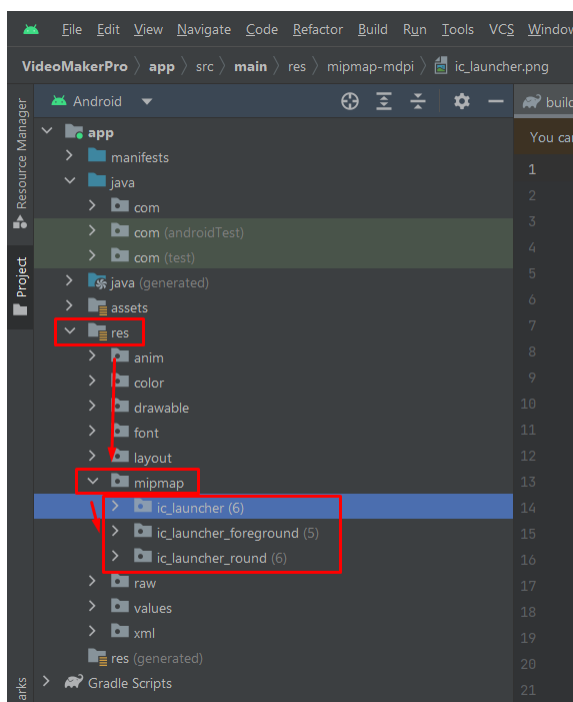 File Edit View Navigate Code Refactor Build Run Tools VCS Window
VideoMakerPro app src main res mipmap-mdpi ic_launcher.png
Resource Manager
Project
arks
Android
build
You ca
app
manifests
java
com
com (androidTest)
com (test)
java (generated)
assets
res
anim
color
drawable
font
layout
mipmap
ic_launcher (6)
ic_launcher_foreground (5)
ic_launcher_round (6)
raw
values
xml
res (generated)
Gradle Scripts
1
2
3
4
5
6
7
8
9
10
11
12
13
14
15
16
17
18
19
20
21